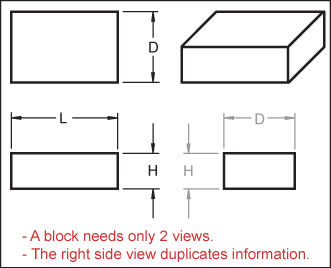 D
L
D
H
H
- A block needs only 2 views.
- The right side view duplicates information.